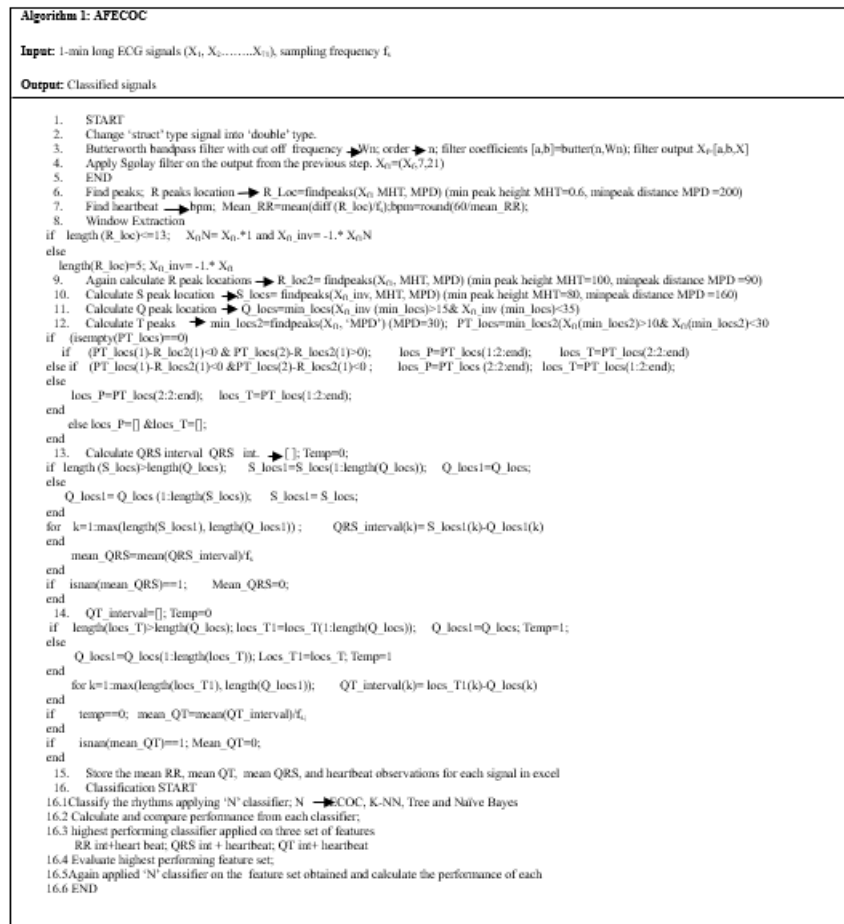 Algorithm 1: AFECOC
Input: 1-min long ECG signals (X₁, X₂........X₇₁), sampling frequency fₛ
Output: Classified signals
1. START
2. Change 'struct' type signal into 'double' type.
3. Butterworth bandpass filter with cut off frequency →Wn; order → n; filter coefficients [a,b]=butter(n,Wn); filter output Xf=[a,b,X]
4. Apply Sgolay filter on the output from the previous step. Xf1=(Xf,7,21)
5. END
6. Find peaks; R peaks location → R_Loc=findpeaks(Xf1, MHT, MPD) (min peak height MHT=0.6, minpeak distance MPD =200)
7. Find heartbeat → bpm; Mean_RR=mean(diff (R_loc)/fₛ);bpm=round(60/mean_RR);
8. Window Extraction
if length (R_loc)<=13; Xf1N= Xf1.*1 and Xf1_inv= -1.* Xf1N
else
length(R_loc)=5; Xf1_inv= -1.* Xf1
9. Again calculate R peak locations → R_loc2= findpeaks(Xf1, MHT, MPD) (min peak height MHT=100, minpeak distance MPD =90)
10. Calculate S peak location →S_locs= findpeaks(Xf1_inv, MHT, MPD) (min peak height MHT=80, minpeak distance MPD =160)
11. Calculate Q peak location → Q_locs=min_locs(Xf1_inv (min_locs)>15& Xf1_inv (min_locs)<35)
12. Calculate T peaks → min_locs2=findpeaks(Xf1, 'MPD') (MPD=30); PT_locs=min_locs2(Xf1(min_locs2)>10& Xf1(min_locs2)<30
if (isempty(PT_locs)==0)
if (PT_locs(1)-R_loc2(1)<0 & PT_locs(2)-R_locs2(1)>0); locs_P=PT_locs(1:2:end); locs_T=PT_locs(2:2:end)
else if (PT_locs(1)-R_locs2(1)<0 &PT_locs(2)-R_locs2(1)<0 ; locs_P=PT_locs (2:2:end); locs_T=PT_locs(1:2:end);
else
locs_P=PT_locs(2:2:end); locs_T=PT_locs(1:2:end);
end
else locs_P=[] &locs_T=[];
end
13. Calculate QRS interval QRS_int. →[ ]; Temp=0;
if length (S_locs)>length(Q_locs); S_locs1=S_locs(1:length(Q_locs)); Q_locs1=Q_locs;
else
Q_locs1= Q_locs (1:length(S_locs)); S_locs1= S_locs;
end
for k=1:max(length(S_locs1), length(Q_locs1)) ; QRS_interval(k)= S_locs1(k)-Q_locs1(k)
end
mean_QRS=mean(QRS_interval)/fₛ
end
if isnan(mean_QRS)==1; Mean_QRS=0;
end
14. QT_interval=[]; Temp=0
if length(locs_T)>length(Q_locs); locs_T1=locs_T(1:length(Q_locs)); Q_locs1=Q_locs; Temp=1;
else
Q_locs1=Q_locs(1:length(locs_T)); Locs_T1=locs_T; Temp=1
end
for k=1:max(length(locs_T1), length(Q_locs1)); QT_interval(k)= locs_T1(k)-Q_locs(k)
end
if temp==0; mean_QT=mean(QT_interval)/fₛ,
end
if isnan(mean_QT)==1; Mean_QT=0;
end
15. Store the mean RR, mean QT, mean QRS, and heartbeat observations for each signal in excel
16. Classification START
16.1Classify the rhythms applying 'N' classifier; N →ECOC, K-NN, Tree and Naïve Bayes
16.2 Calculate and compare performance from each classifier;
16.3 highest performing classifier applied on three set of features
RR int+heart beat; QRS int + heartbeat; QT int+ heartbeat
16.4 Evaluate highest performing feature set;
16.5Again applied 'N' classifier on the feature set obtained and calculate the performance of each
16.6 END